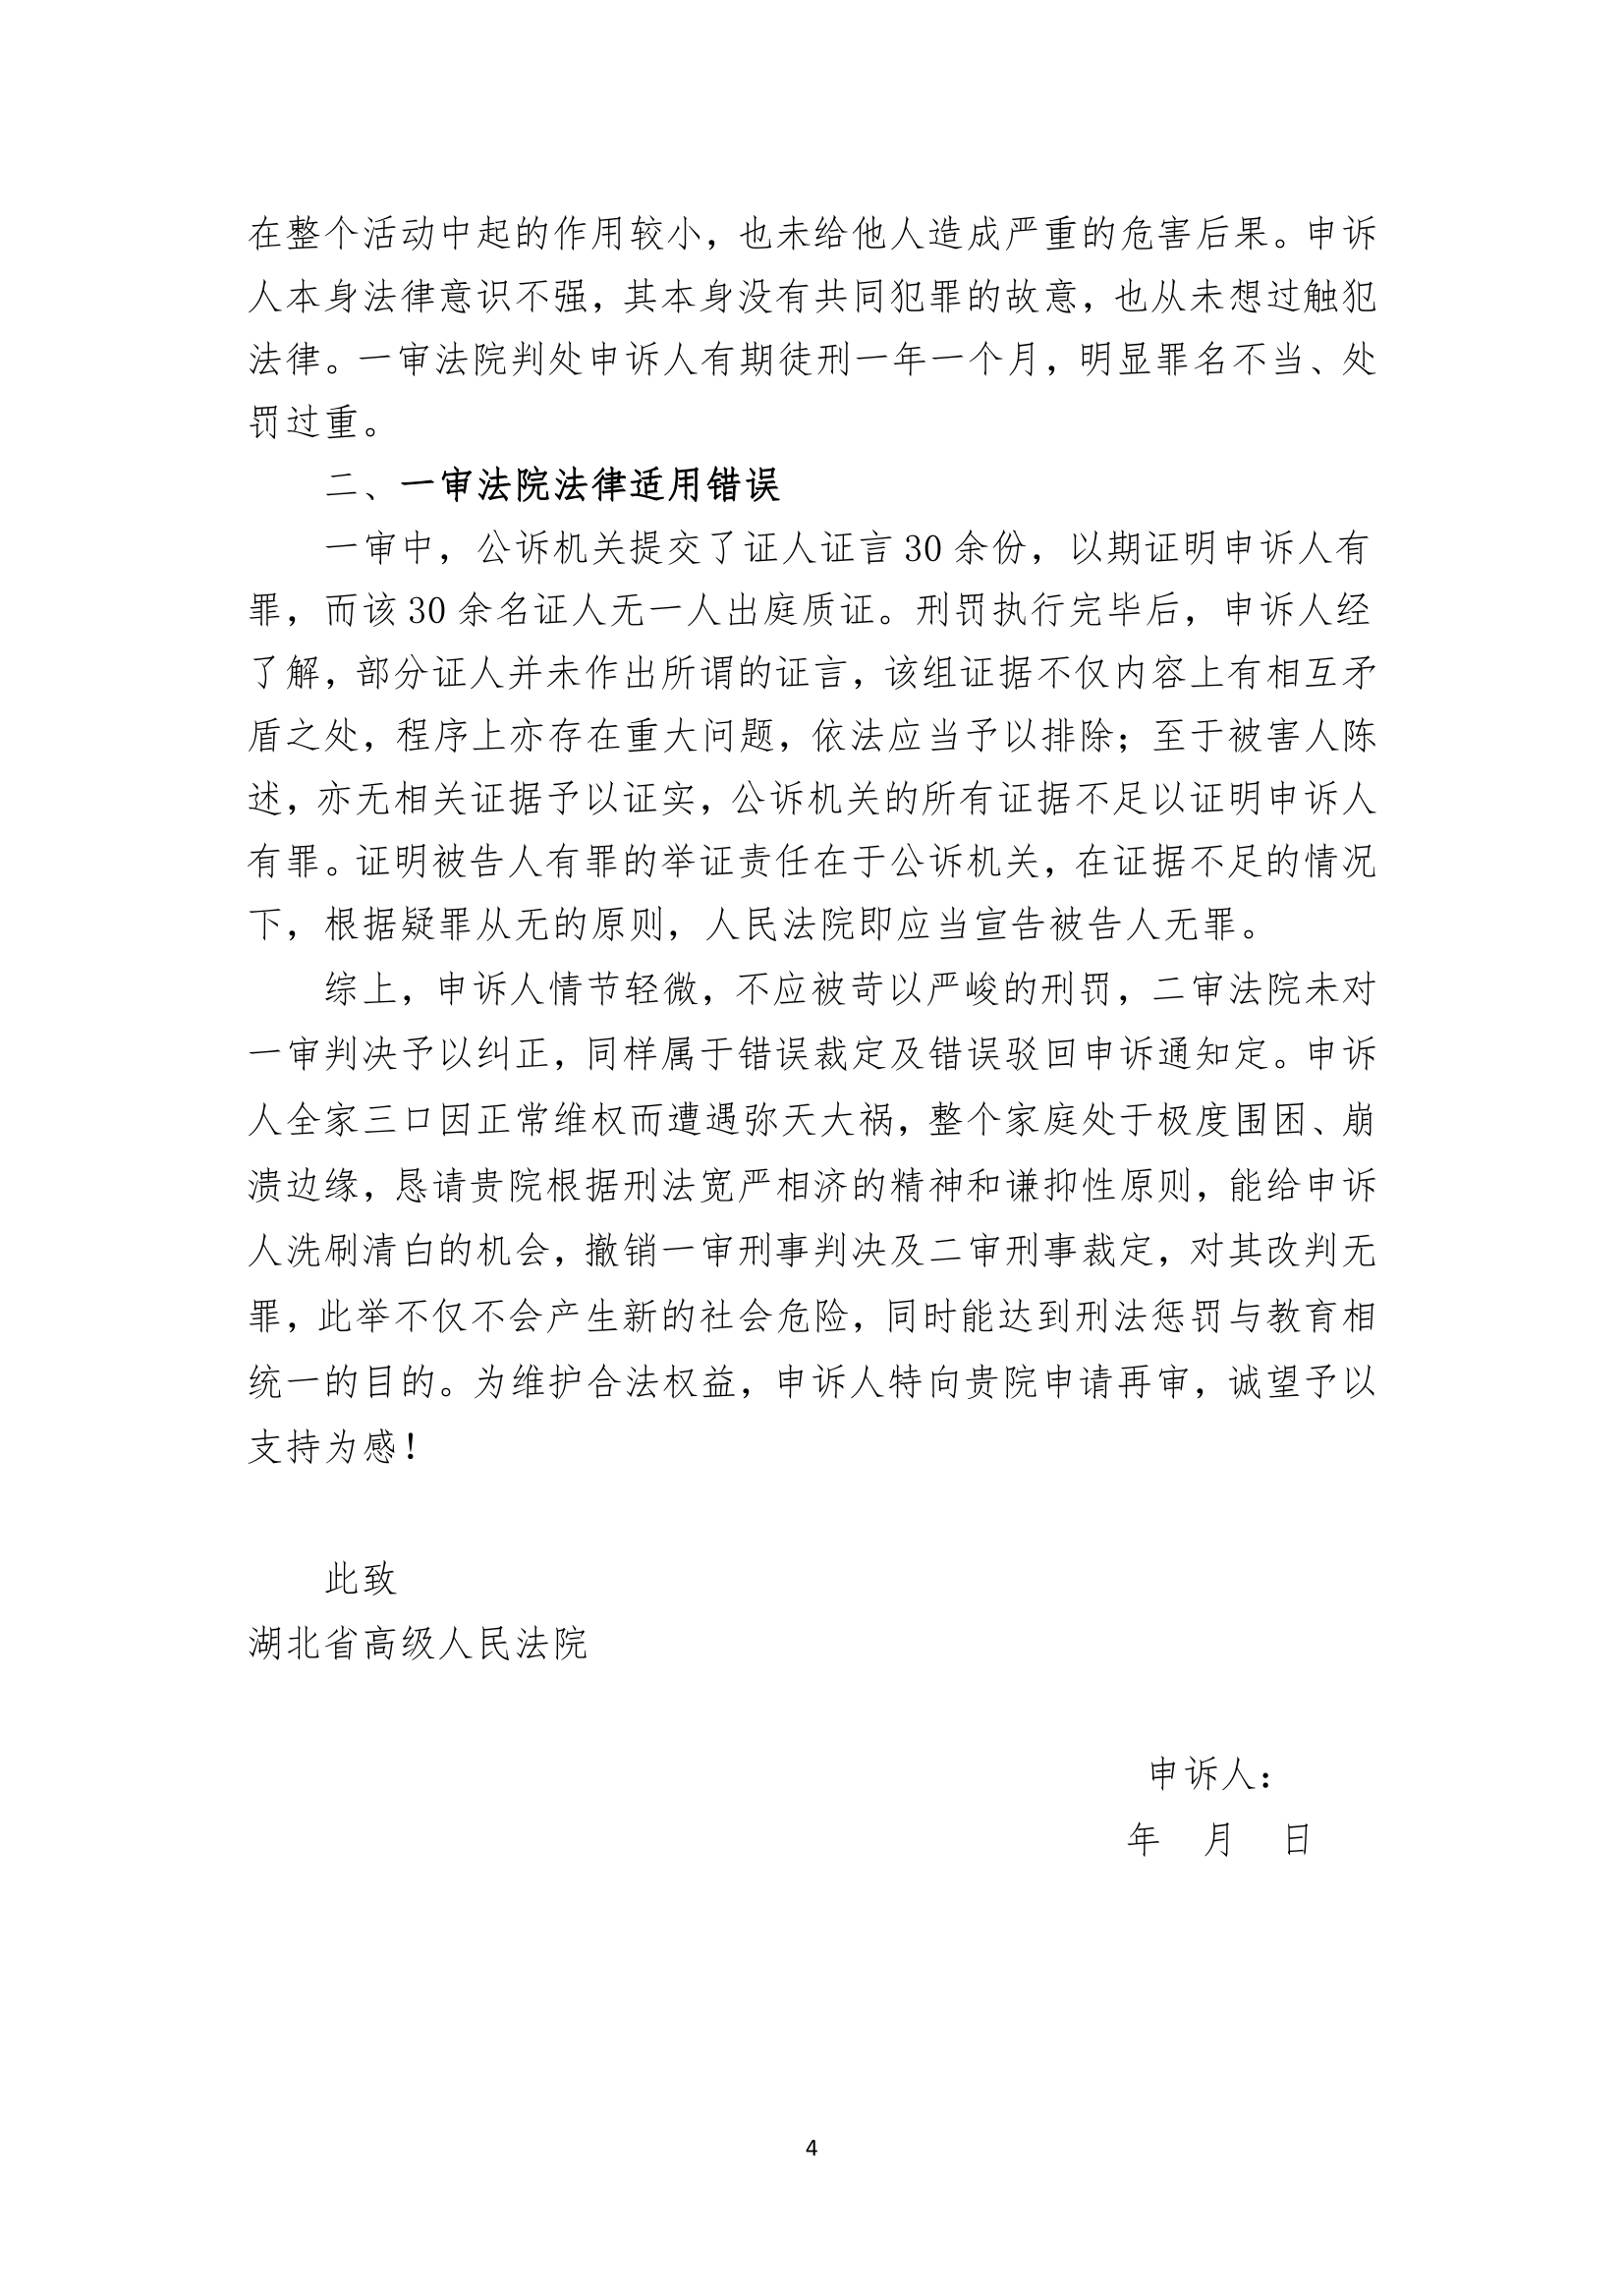 在整个活动中起的作用较小，也未给他人造成严重的危害后果。申诉
人本身法律意识不强，其本身没有共同犯罪的故意，也从未想过触犯
法律。一审法院判处申诉人有期徒刑一年一个月，明显罪名不当、处
罚过重。
二、一审法院法律适用错误
一审中，公诉机关提交了证人证言 30 余份，以期证明申诉人有
罪，而该 30 余名证人无一人出庭质证。刑罚执行完毕后，申诉人经
了解，部分证人并未作出所谓的证言，该组证据不仅内容上有相互矛
盾之处，程序上亦存在重大问题，依法应当予以排除；至于被害人陈
述，亦无相关证据予以证实，公诉机关的所有证据不足以证明申诉人
有罪。证明被告人有罪的举证责任在于公诉机关，在证据不足的情况
下，根据疑罪从无的原则，人民法院即应当宣告被告人无罪。
综上，申诉人情节轻微，不应被苛以严峻的刑罚，二审法院未对
一审判决予以纠正，同样属于错误裁定及错误驳回申诉通知定。申诉
人全家三口因正常维权而遭遇弥天大祸，整个家庭处于极度围困、崩
溃边缘，恳请贵院根据刑法宽严相济的精神和谦抑性原则，能给申诉
人洗刷清白的机会，撤销一审刑事判决及二审刑事裁定，对其改判无
罪，此举不仅不会产生新的社会危险，同时能达到刑法惩罚与教育相
统一的目的。为维护合法权益，申诉人特向贵院申请再审，诚望予以
支持为感！
此致
湖北省高级人民法院
申诉人：
年 月 日
4